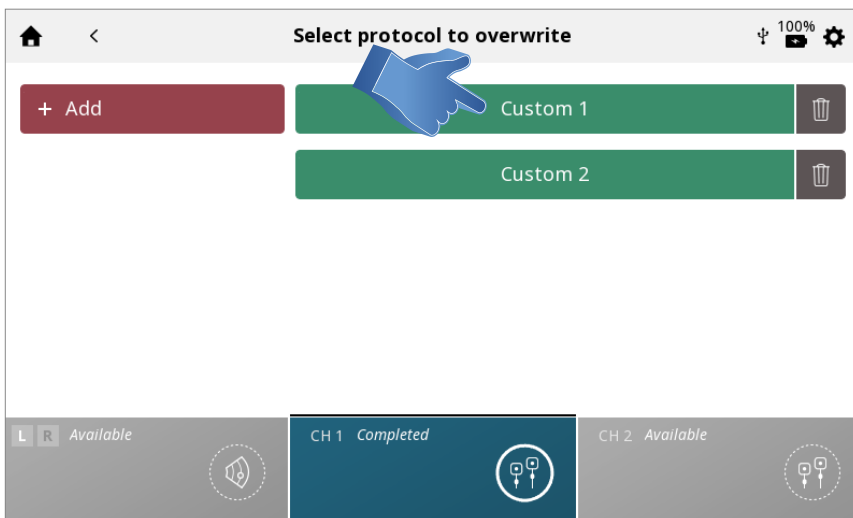 Select protocol to overwrite
100%
+ Add
Custom 1
Custom 2
L R Available
CH 1 Completed
CH 2 Available